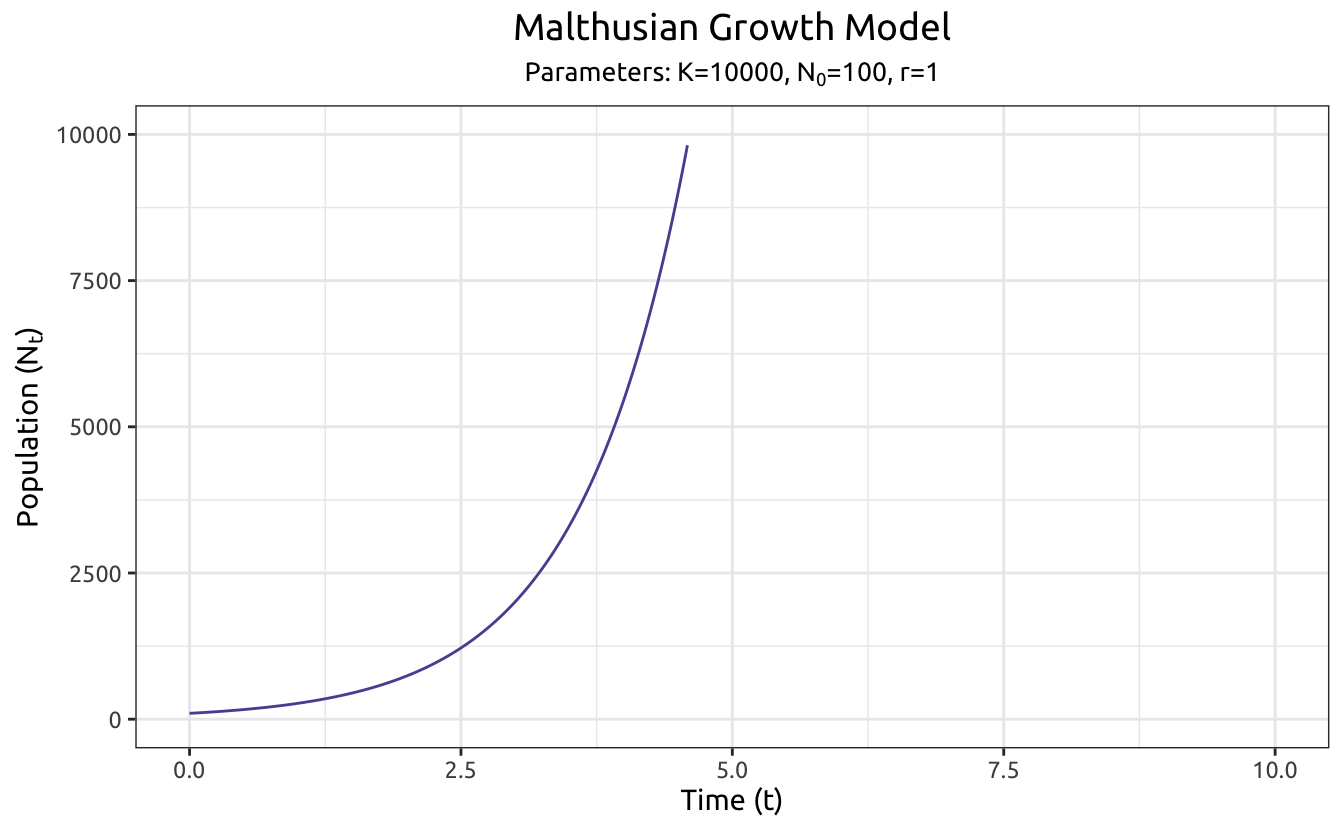 Malthusian Growth Model
Parameters: K=10000, N₀=100, r=1
Population (Nₜ)
10000
7500
5000
2500
0
0.0 2.5 5.0 7.5 10.0
Time (t)